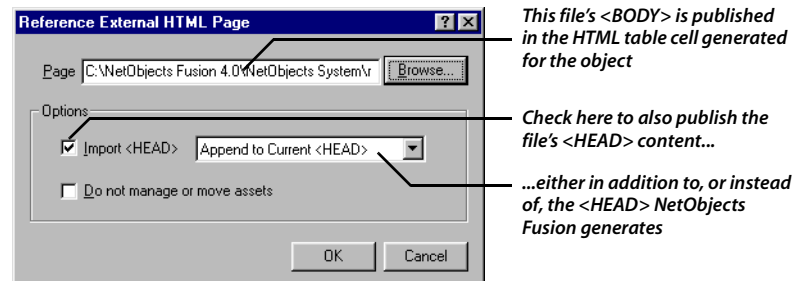 Reference External HTML Page
? ×
Page C:\NetObjects Fusion 4.0\NetObjects System\r Browse...
Options
Import <HEAD> Append to Current <HEAD>
Do not manage or move assets
OK Cancel
This file's <BODY> is published
in the HTML table cell generated
for the object
Check here to also publish the
file's <HEAD> content...
...either in addition to, or instead
of, the <HEAD> NetObjects
Fusion generates